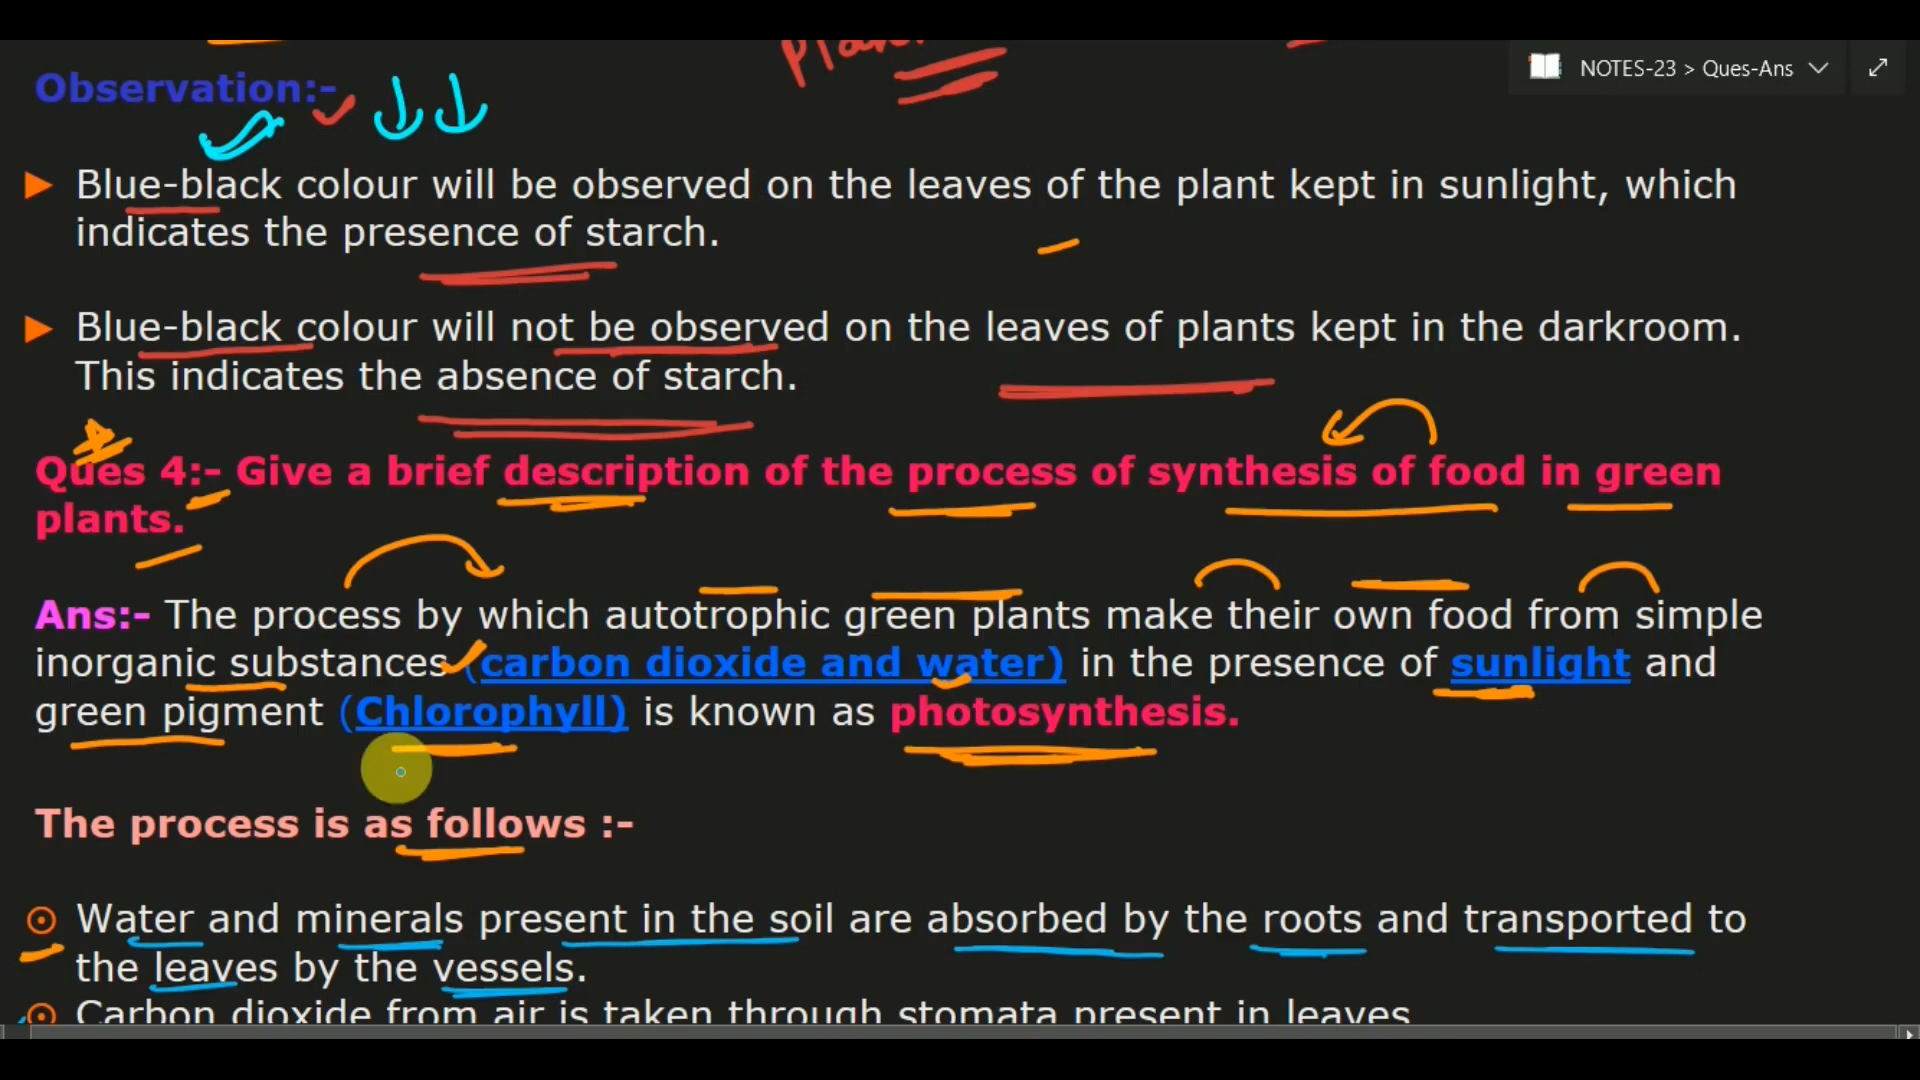 plan
NOTES-23 > Ques-Ans
Observation:-
Blue-black colour will be observed on the leaves of the plant kept in sunlight, which
indicates the presence of starch.
Blue-black colour will not be observed on the leaves of plants kept in the darkroom.
This indicates the absence of starch.
Ques 4:- Give a brief description of the process of synthesis of food in green
plants.
Ans:- The process by which autotrophic green plants make their own food from simple
inorganic substances (carbon dioxide and water) in the presence of sunlight and
green pigment (Chlorophyll) is known as photosynthesis.
The process is as follows :-
Water and minerals present in the soil are absorbed by the roots and transported to
the leaves by the vessels.
Carbon dioxide from air is taken through stomata present in leaves